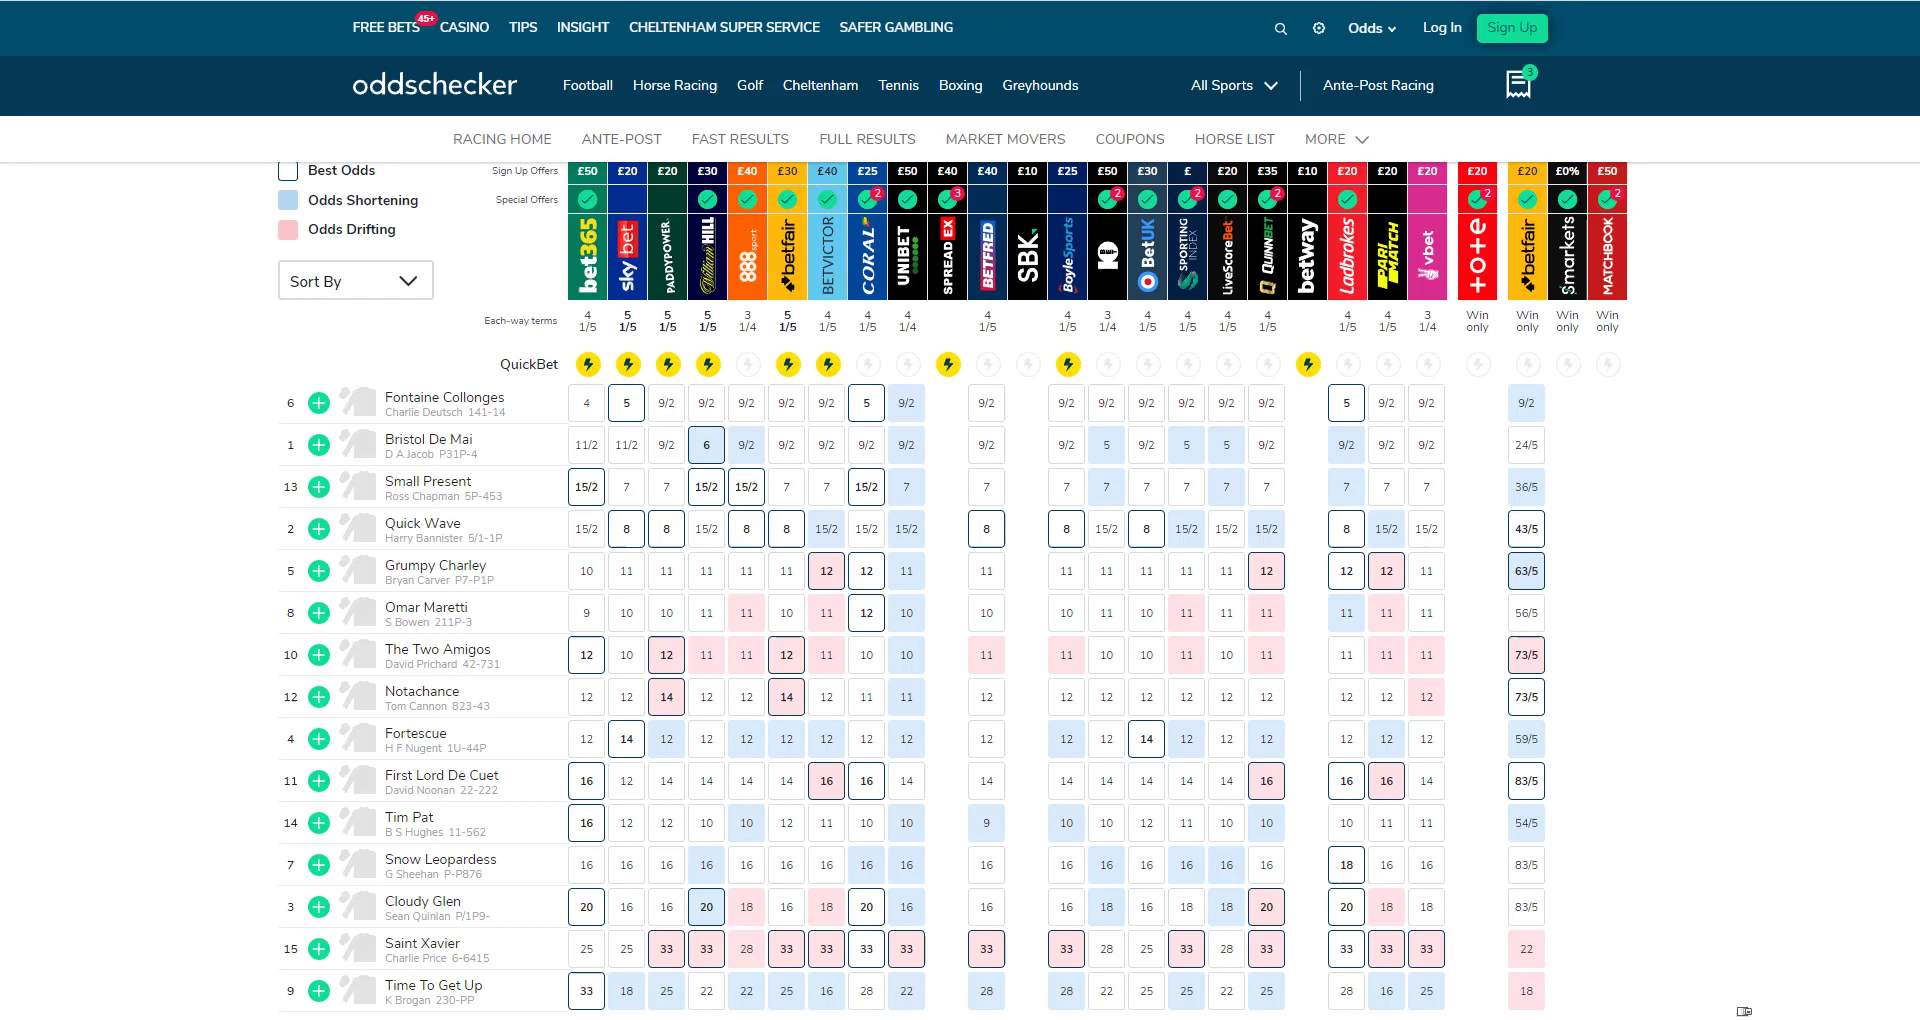 FREE BETS 45+ CASINO TIPS INSIGHT CHELTENHAM SUPER SERVICE SAFER GAMBLING Odds Log In Sign Up
oddschecker Football Horse Racing Golf Cheltenham Tennis Boxing Greyhounds All Sports Ante-Post Racing 3
RACING HOME ANTE-POST FAST RESULTS FULL RESULTS MARKET MOVERS COUPONS HORSE LIST MORE
Best Odds Sign Up Offers £50 £20 £20 £30 £40 £30 £40 £25 £50 £40 £40 £10 £25 £50 £30 £ £20 £35 £10 £20 £20 £20 £20 £20 £0% £50
Odds Shortening Special Offers 2 3 2 2 2 2 2
Odds Drifting
Sort By
bet365 sky bet PADDYPOWER. William HILL 888sport betfair BETVICTOR CORAL UNIBET SPREAD EX BETFRED SBK BoyleSports 10 BET BetUK SPORTING INDEX LiveScoreBet QUINNBET betway Ladbrokes PARI MATCH vbet tote betfair smarkets MATCHBOOK
Each-way terms
4 5 5 5 3 5 4 4 4 4 4 3 4 4 4 4 4 4 3 Win Win Win Win
1/5 1/5 1/5 1/5 1/4 1/5 1/5 1/5 1/4 1/5 1/5 1/4 1/5 1/5 1/5 1/5 1/5 1/5 1/4 only only only only
QuickBet
6 Fontaine Collonges 4 5 9/2 9/2 9/2 9/2 9/2 5 9/2 9/2 9/2 9/2 9/2 9/2 9/2 9/2 5 9/2 9/2 9/2
Charlie Deutsch 141-14
1 Bristol De Mai 11/2 11/2 9/2 6 9/2 9/2 9/2 9/2 9/2 9/2 9/2 5 9/2 5 5 9/2 9/2 9/2 9/2 24/5
D A Jacob P31P-4
13 Small Present 15/2 7 7 15/2 15/2 7 7 15/2 7 7 7 7 7 7 7 7 7 7 7 36/5
Ross Chapman 5P-453
2 Quick Wave 15/2 8 8 15/2 8 8 15/2 15/2 15/2 8 8 15/2 8 15/2 15/2 15/2 8 15/2 15/2 43/5
Harry Bannister 5/1-1P
5 Grumpy Charley 10 11 11 11 11 11 12 12 11 11 11 11 11 11 11 12 12 12 11 63/5
Bryan Carver P7-P1P
8 Omar Maretti 9 10 10 11 11 10 11 12 10 10 10 11 10 11 11 11 11 11 11 56/5
S Bowen 211P-3
10 The Two Amigos 12 10 12 11 11 12 11 10 10 11 11 10 10 11 10 11 11 11 11 73/5
David Prichard 42-731
12 Notachance 12 12 14 12 12 14 12 11 11 12 12 12 12 12 12 12 12 12 12 73/5
Tom Cannon 823-43
4 Fortescue 12 14 12 12 12 12 12 12 12 12 12 12 14 12 12 12 12 12 12 59/5
H F Nugent 1U-44P
11 First Lord De Cuet 16 12 14 14 14 14 16 16 14 14 14 14 14 14 14 16 16 16 14 83/5
David Noonan 22-222
14 Tim Pat 16 12 12 10 10 12 11 10 10 9 10 10 12 11 10 10 10 11 11 54/5
B S Hughes 11-562
7 Snow Leopardess 16 16 16 16 16 16 16 16 16 16 16 16 16 16 16 16 18 16 16 83/5
G Sheehan P-P876
3 Cloudy Glen 20 16 16 20 18 16 18 20 16 16 16 18 16 18 18 20 20 18 18 83/5
Sean Quinlan P/1P9-
15 Saint Xavier 25 25 33 33 28 33 33 33 33 33 33 28 25 33 28 33 33 33 33 22
Charlie Price 6-6415
9 Time To Get Up 33 18 25 22 22 25 16 28 22 28 28 22 25 25 22 25 28 16 25 18
K Brogan 230-PP